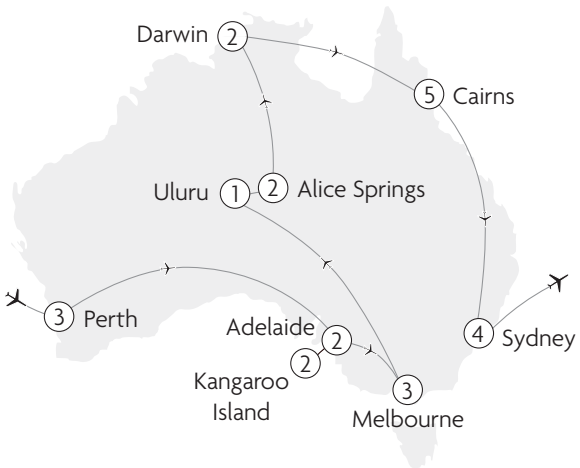 Darwin 2
5 Cairns
Uluru 1 2 Alice Springs
3 Perth
Adelaide 2
2
Kangaroo
Island
3
Melbourne
4 Sydney